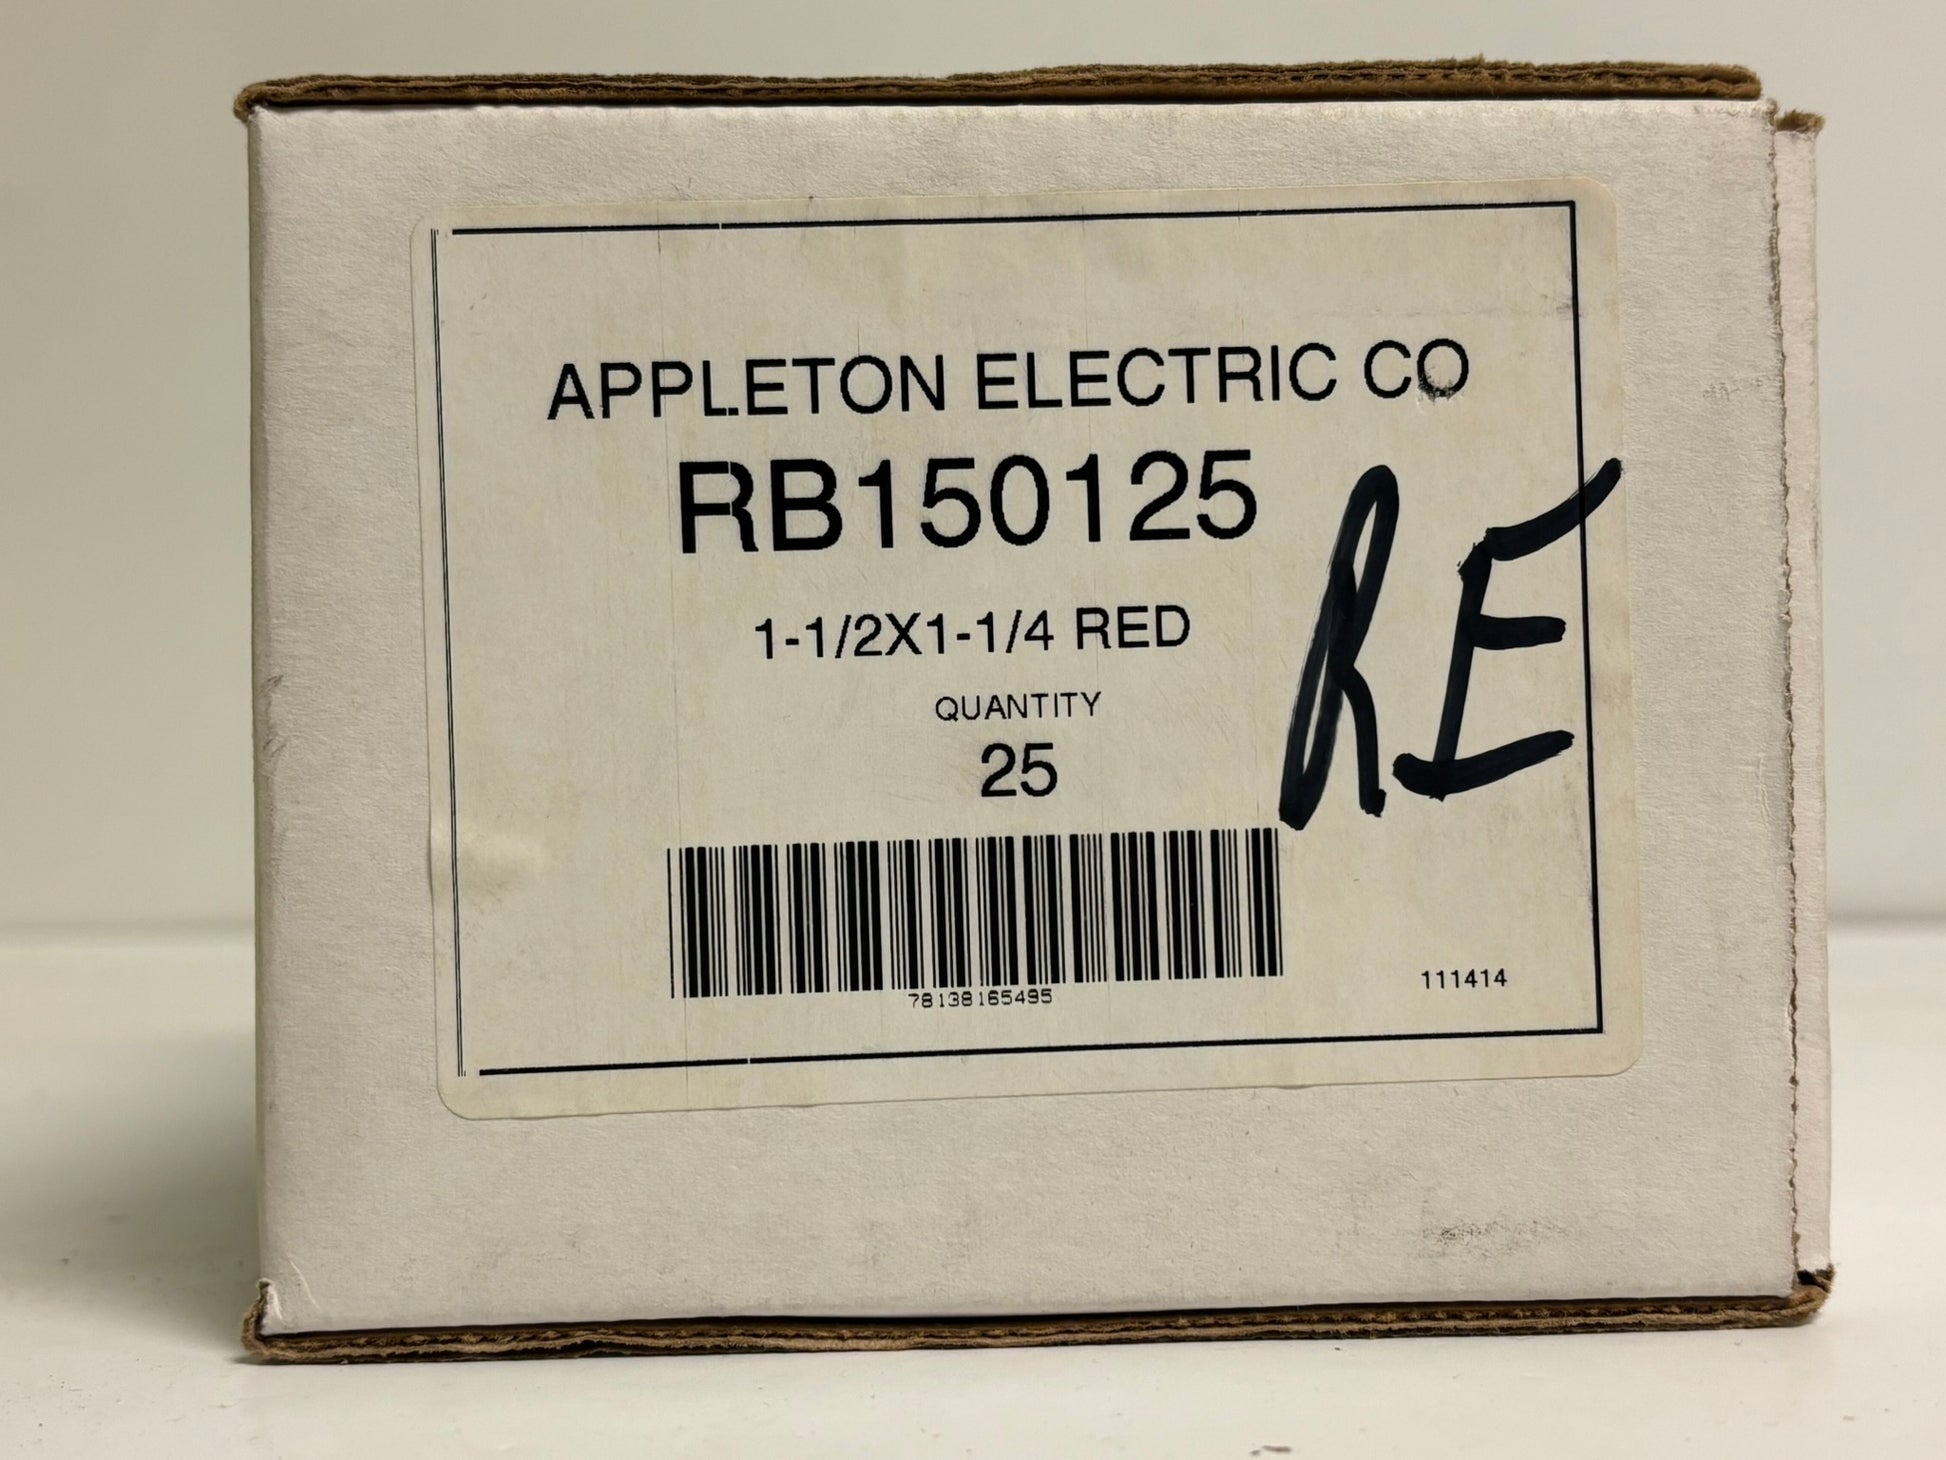 APPLETON ELECTRIC CO
RB150125
RE
1-1/2X1-1/4 RED
QUANTITY
25
78138165495
111414